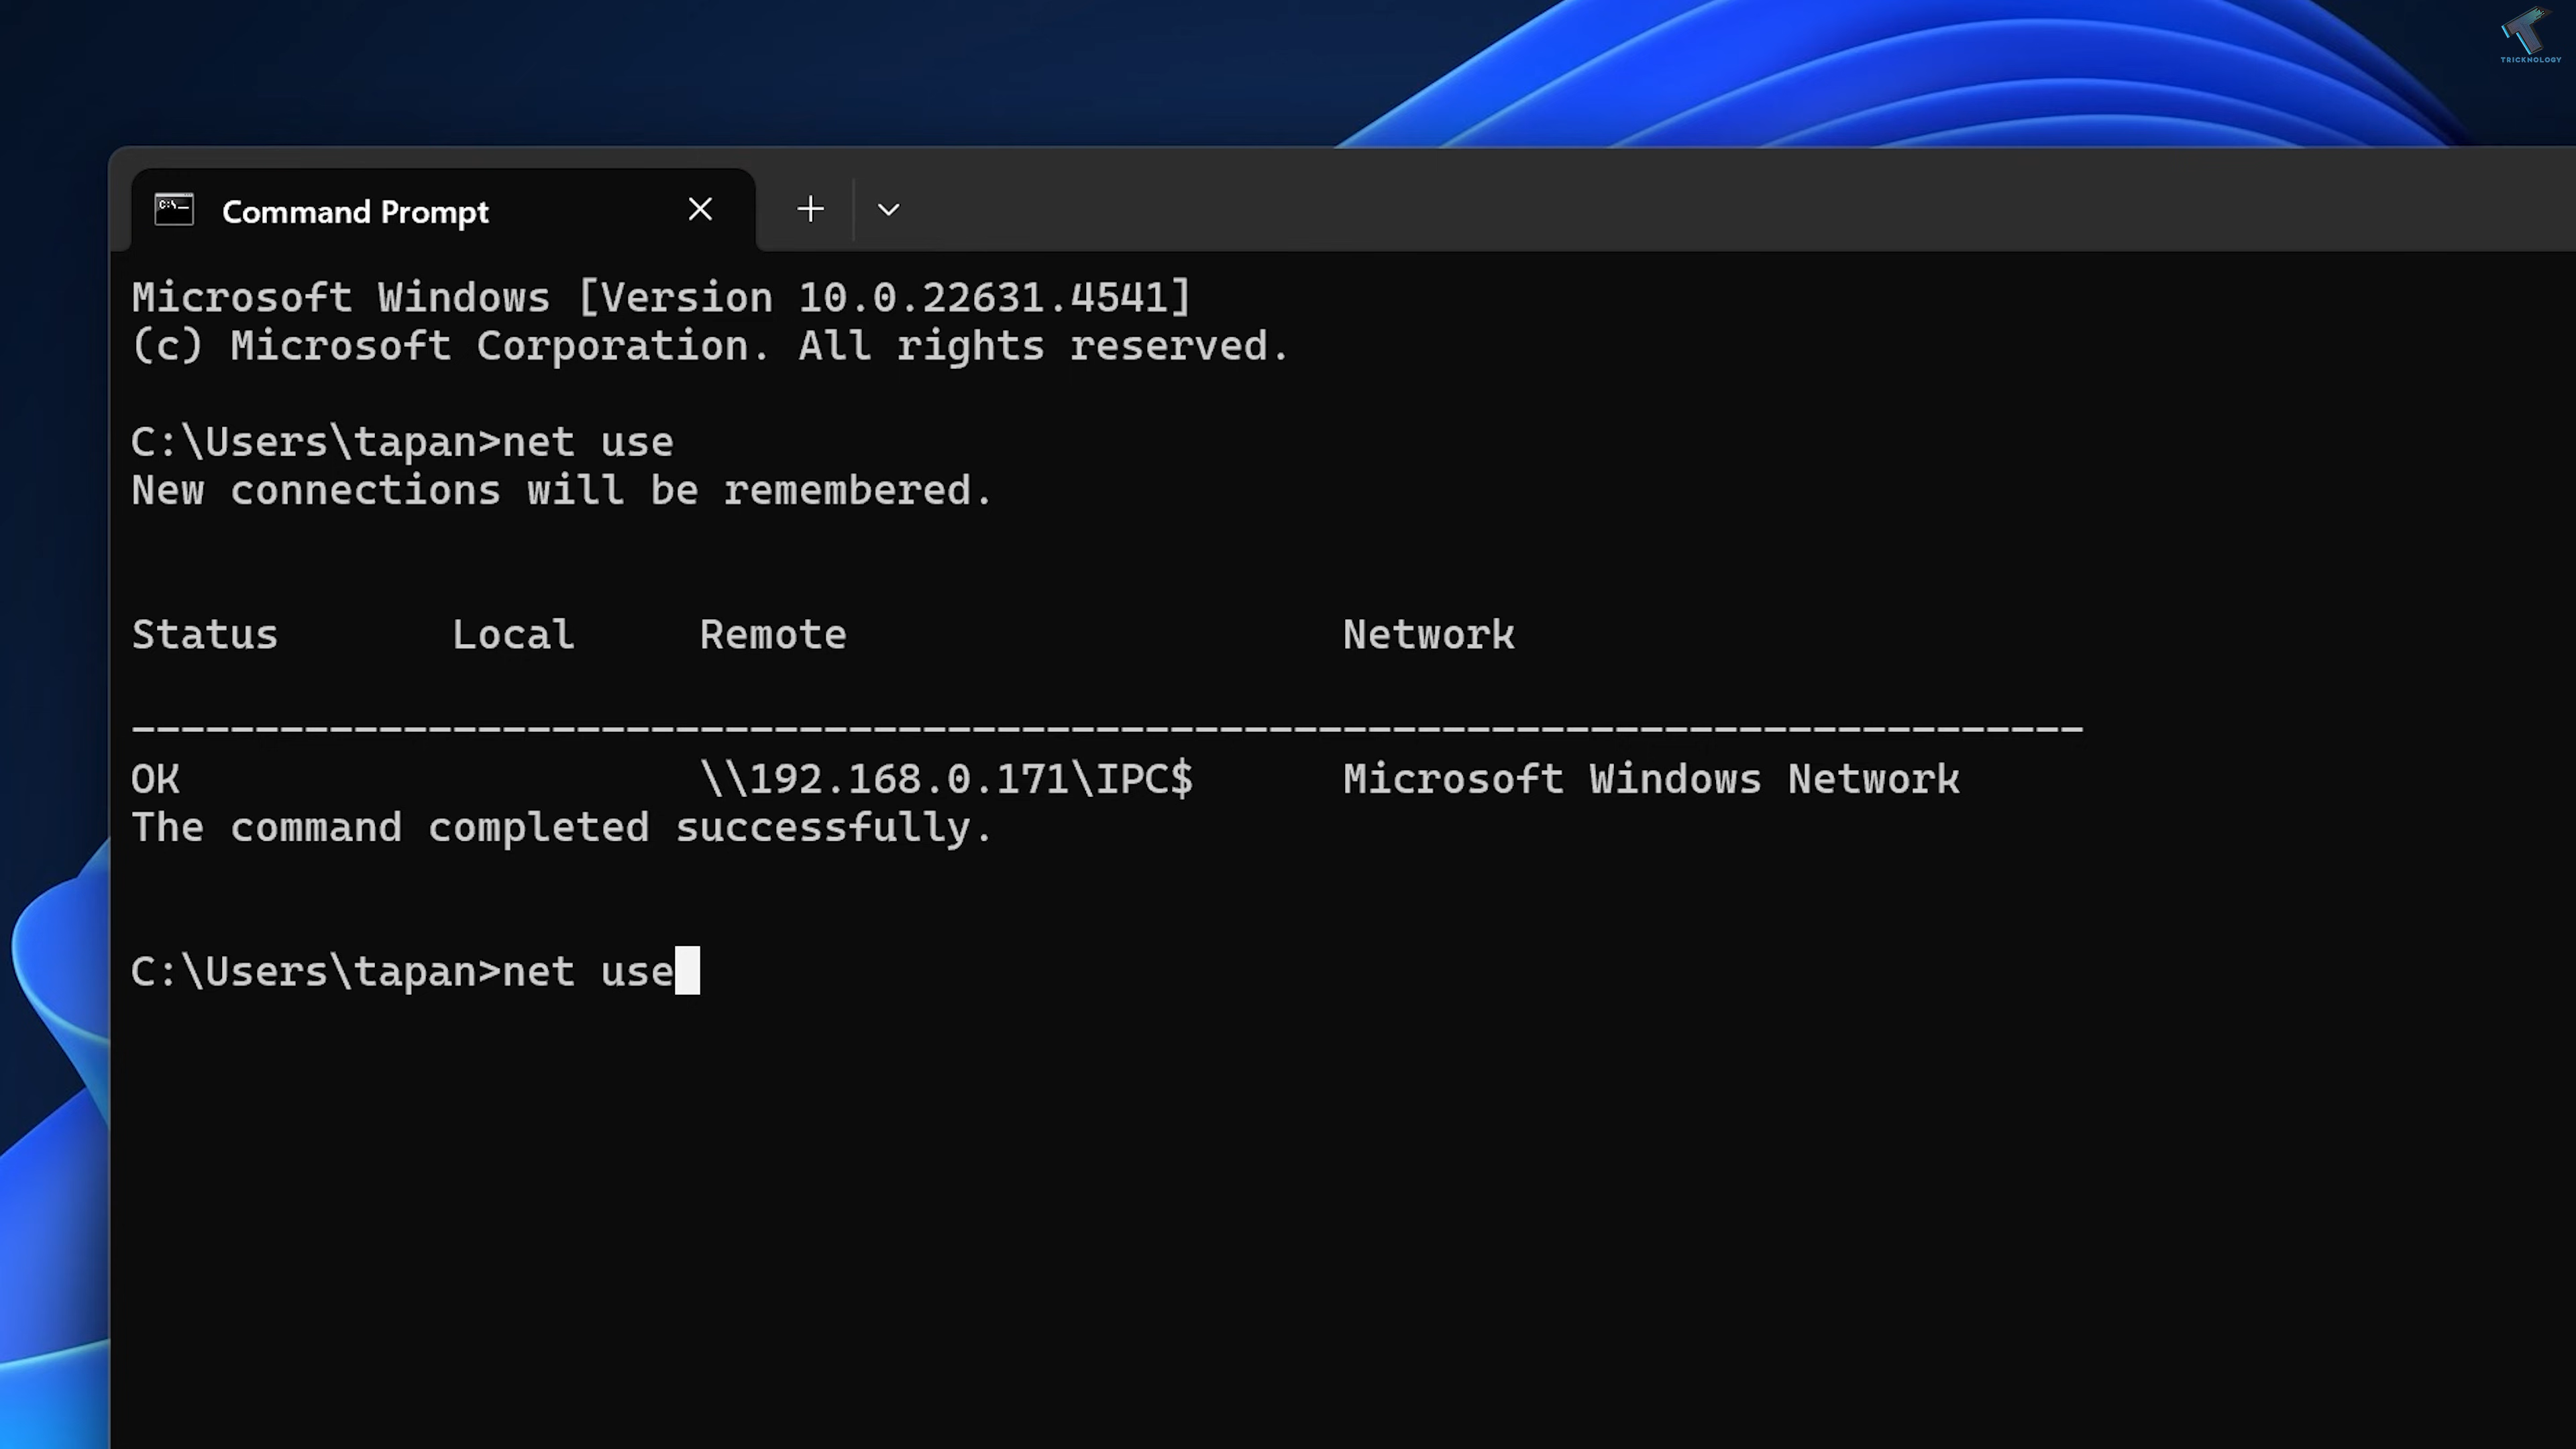 TRICKNOLOGY
Command Prompt
Microsoft Windows [Version 10.0.22631.4541]
(c) Microsoft Corporation. All rights reserved.
C:\Users\tapan>net use
New connections will be remembered.
Status Local Remote Network
-------------------------------------------------------------------------------
OK \\192.168.0.171\IPC$ Microsoft Windows Network
The command completed successfully.
C:\Users\tapan>net use